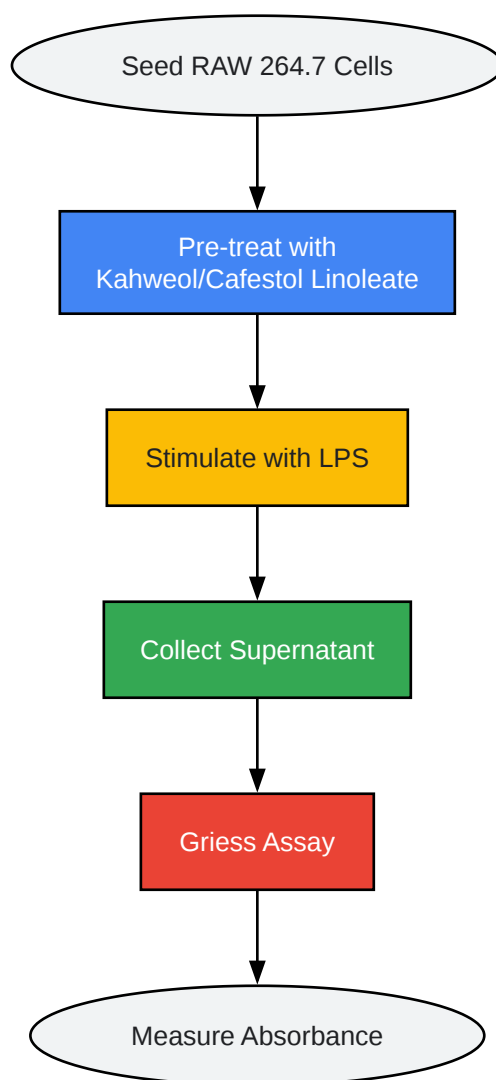 Seed RAW 264.7 Cells
Pre-treat with
Kahweol/Cafestol Linoleate
Stimulate with LPS
Collect Supernatant
Griess Assay
Measure Absorbance